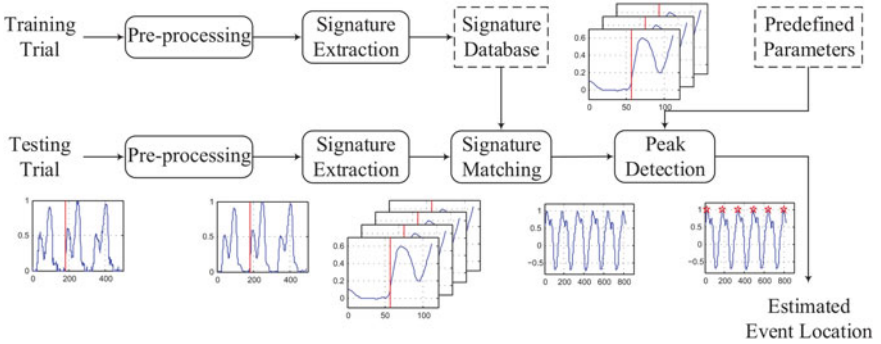 Training
Trial
Pre-processing
Signature
Extraction
Signature
Database
Predefined
Parameters
0.6
0.4
0.2
0
0 50 100
Testing
Trial
Pre-processing
Signature
Extraction
Signature
Matching
Peak
Detection
1
0.5
0
0 200 400
1
0.5
0
0 200 400
0.6
0.4
0.2
0
0 50 100
1
0.5
0
-0.5
0 200 400 600 800
1
0.5
0
-0.5
0 200 400 600 800
Estimated
Event Location